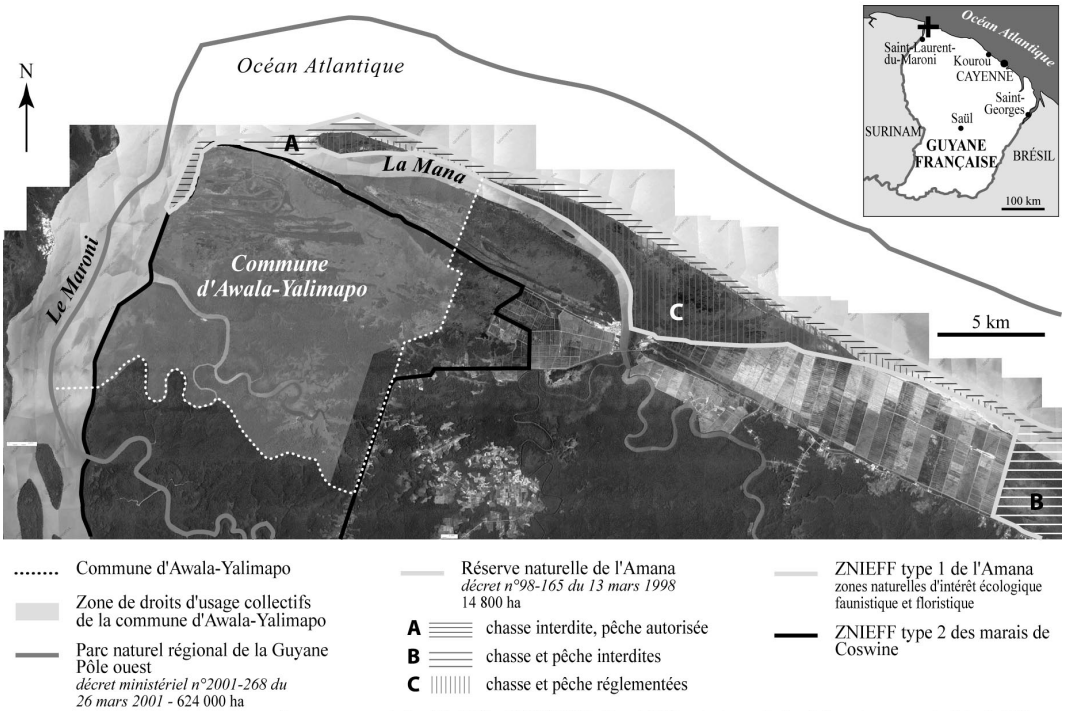 N
Océan Atlantique
A
La Mana
Le Maroni
Commune
d'Awala-Yalimapo
C
5 km
B
Océan Atlantique
Saint-Laurent-
du-Maroni
Kourou
CAYENNE
Saint-
Georges
Saül
SURINAM
GUYANE
FRANÇAISE
BRÉSIL
100 km
Commune d'Awala-Yalimapo
Zone de droits d'usage collectifs
de la commune d'Awala-Yalimapo
Parc naturel régional de la Guyane
Pôle ouest
décret ministériel n°2001-268 du
26 mars 2001 - 624 000 ha
Réserve naturelle de l'Amana
décret n°98-165 du 13 mars 1998
14 800 ha
A chasse interdite, pêche autorisée
B chasse et pêche interdites
C chasse et pêche réglementées
ZNIEFF type 1 de l'Amana
zones naturelles d'intérêt écologique
faunistique et floristique
ZNIEFF type 2 des marais de
Coswine